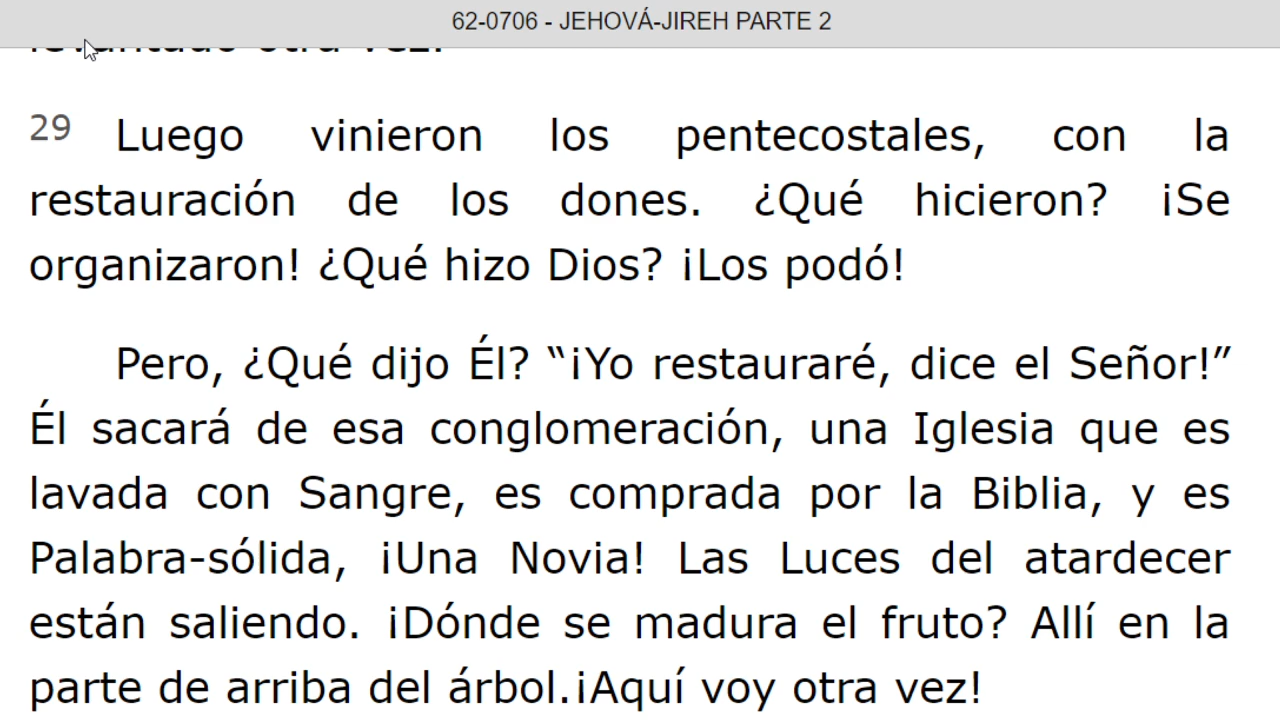 62-0706 - JEHOVÁ-JIREH PARTE 2
levantado otra vez.
29 Luego vinieron los pentecostales, con la
restauración de los dones. ¿Qué hicieron? ¡Se
organizaron! ¿Qué hizo Dios? ¡Los podó!
Pero, ¿Qué dijo Él? “¡Yo restauraré, dice el Señor!”
Él sacará de esa conglomeración, una Iglesia que es
lavada con Sangre, es comprada por la Biblia, y es
Palabra-sólida, ¡Una Novia! Las Luces del atardecer
están saliendo. ¡Dónde se madura el fruto? Allí en la
parte de arriba del árbol.¡Aquí voy otra vez!